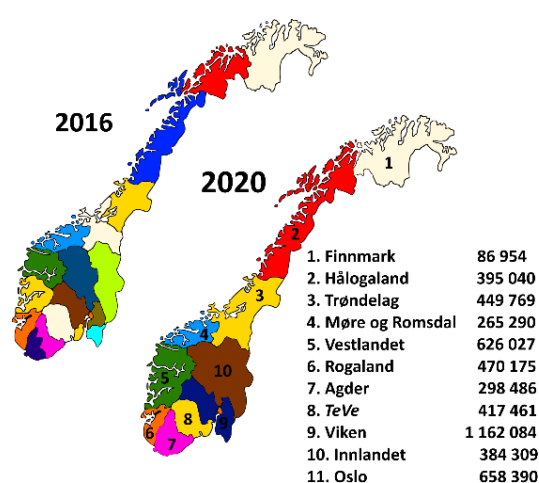 2016
2020
1
2
3
4
5
10
8
9
6
7
1. Finnmark 86 954
2. Hålogaland 395 040
3. Trøndelag 449 769
4. Møre og Romsdal 265 290
5. Vestlandet 626 027
6. Rogaland 470 175
7. Agder 298 486
8. TeVe 417 461
9. Viken 1 162 084
10. Innlandet 384 309
11. Oslo 658 390